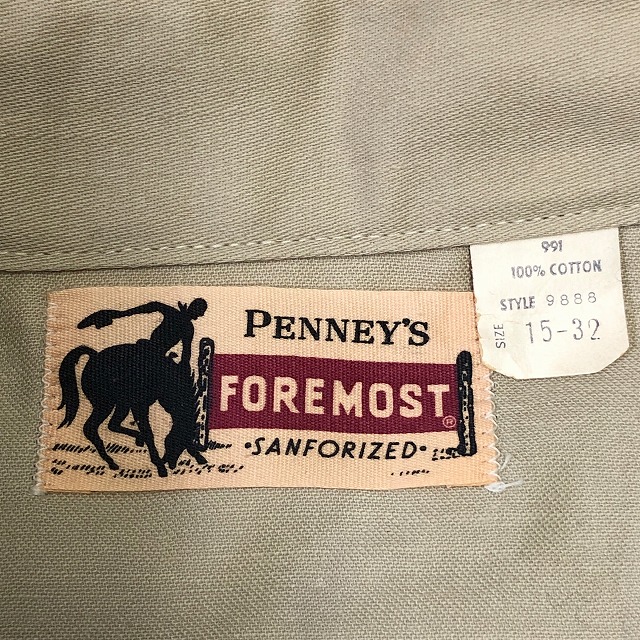 PENNEY'S
FOREMOST®
•SANFORIZED•
991
100% COTTON
STYLE 9888
SIZE 15-32